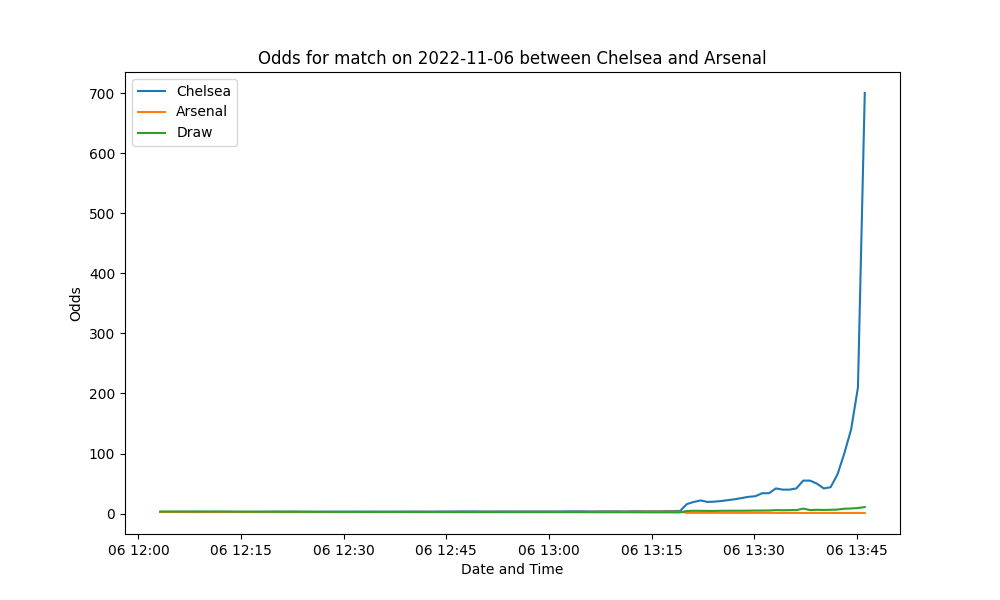 Odds for match on 2022-11-06 between Chelsea and Arsenal
Chelsea
Arsenal
Draw
700
600
500
400
300
200
100
0
Odds
06 12:00 06 12:15 06 12:30 06 12:45 06 13:00 06 13:15 06 13:30 06 13:45
Date and Time